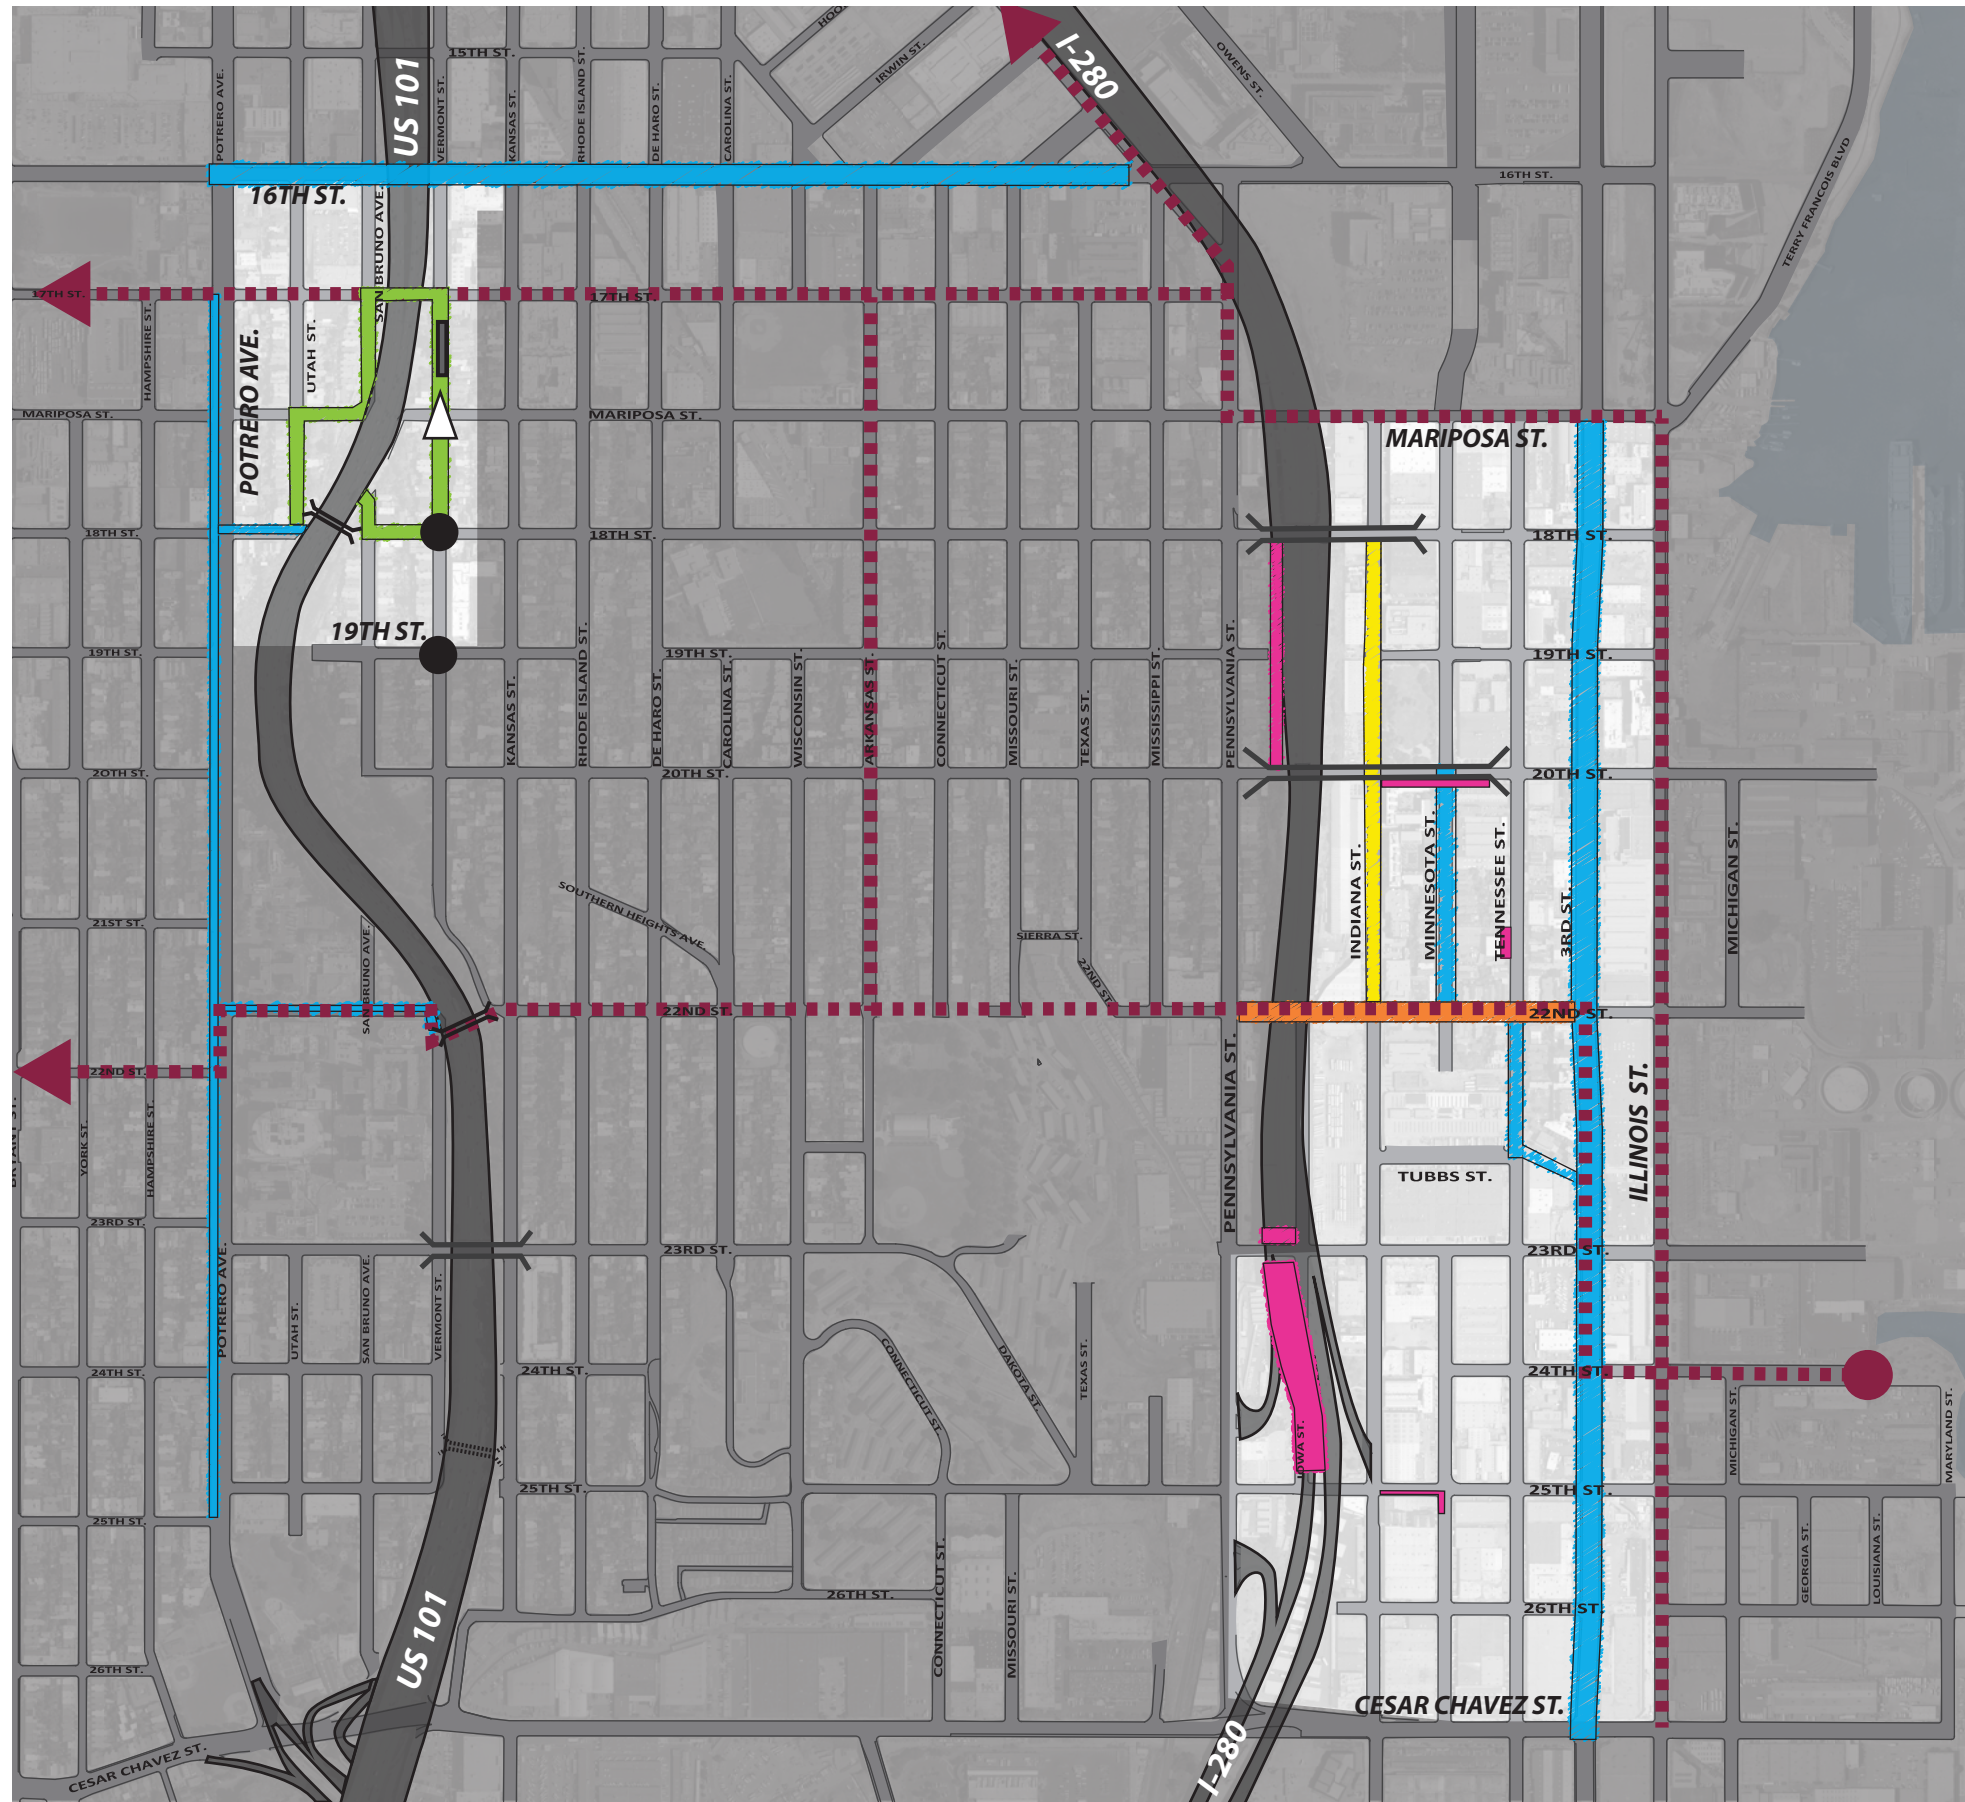 US 101
I-280
15TH ST.
POTRERO AVE.
VERMONT ST.
KANSAS ST.
RHODE ISLAND ST.
DE HARO ST.
CAROLINA ST.
IRWIN ST.
OWENS ST.
TERRY FRANCOIS BLVD
16TH ST.
16TH ST.
SAN BRUNO AVE.
17TH ST.
17TH ST.
HAMPSHIRE ST.
POTRERO AVE.
UTAH ST.
MARIPOSA ST.
MARIPOSA ST.
MARIPOSA ST.
18TH ST.
18TH ST.
18TH ST.
19TH ST.
19TH ST.
19TH ST.
19TH ST.
KANSAS ST.
RHODE ISLAND ST.
DE HARO ST.
CAROLINA ST.
WISCONSIN ST.
ARKANSAS ST.
CONNECTICUT ST.
MISSOURI ST.
TEXAS ST.
MISSISSIPPI ST.
PENNSYLVANIA ST.
20TH ST.
20TH ST.
20TH ST.
INDIANA ST.
MINNESOTA ST.
TENNESSEE ST.
3RD ST.
MICHIGAN ST.
SOUTHERN HEIGHTS AVE.
21ST ST.
SAN BRUNO AVE.
SIERRA ST.
22ND ST.
22ND ST.
22ND ST.
22ND ST.
BRYANT ST.
YORK ST.
HAMPSHIRE ST.
PENNSYLVANIA ST.
ILLINOIS ST.
TUBBS ST.
23RD ST.
23RD ST.
23RD ST.
POTRERO AVE.
UTAH ST.
SAN BRUNO AVE.
VERMONT ST.
24TH ST.
24TH ST.
24TH ST.
CONNECTICUT ST.
DAKOTA ST.
TEXAS ST.
IOWA ST.
MICHIGAN ST.
MARYLAND ST.
25TH ST.
25TH ST.
25TH ST.
GEORGIA ST.
LOUISIANA ST.
26TH ST.
26TH ST.
26TH ST.
CONNECTICUT ST.
MISSOURI ST.
US 101
CESAR CHAVEZ ST.
CESAR CHAVEZ ST.
I-280